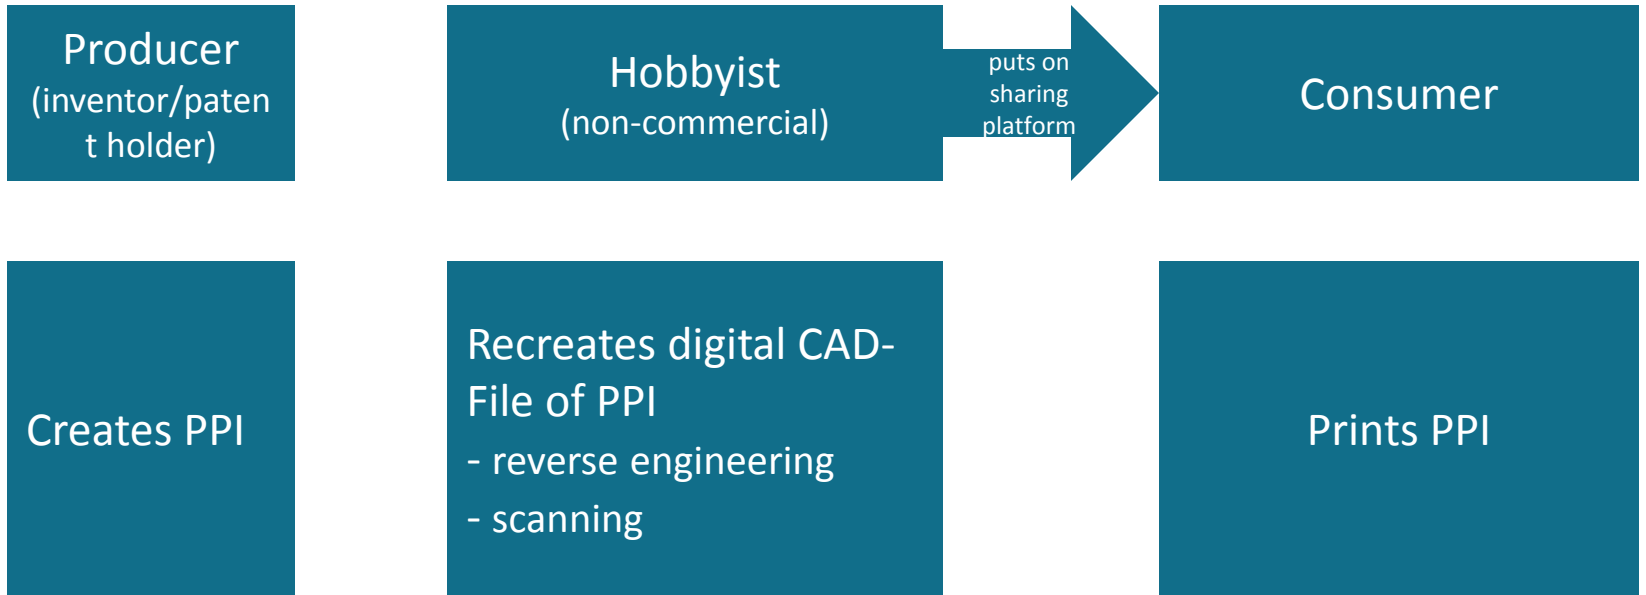 Producer
(inventor/paten
t holder)
Hobbyist
(non-commercial)
puts on
sharing
platform
Consumer
Creates PPI
Recreates digital CAD-
File of PPI
- reverse engineering
- scanning
Prints PPI